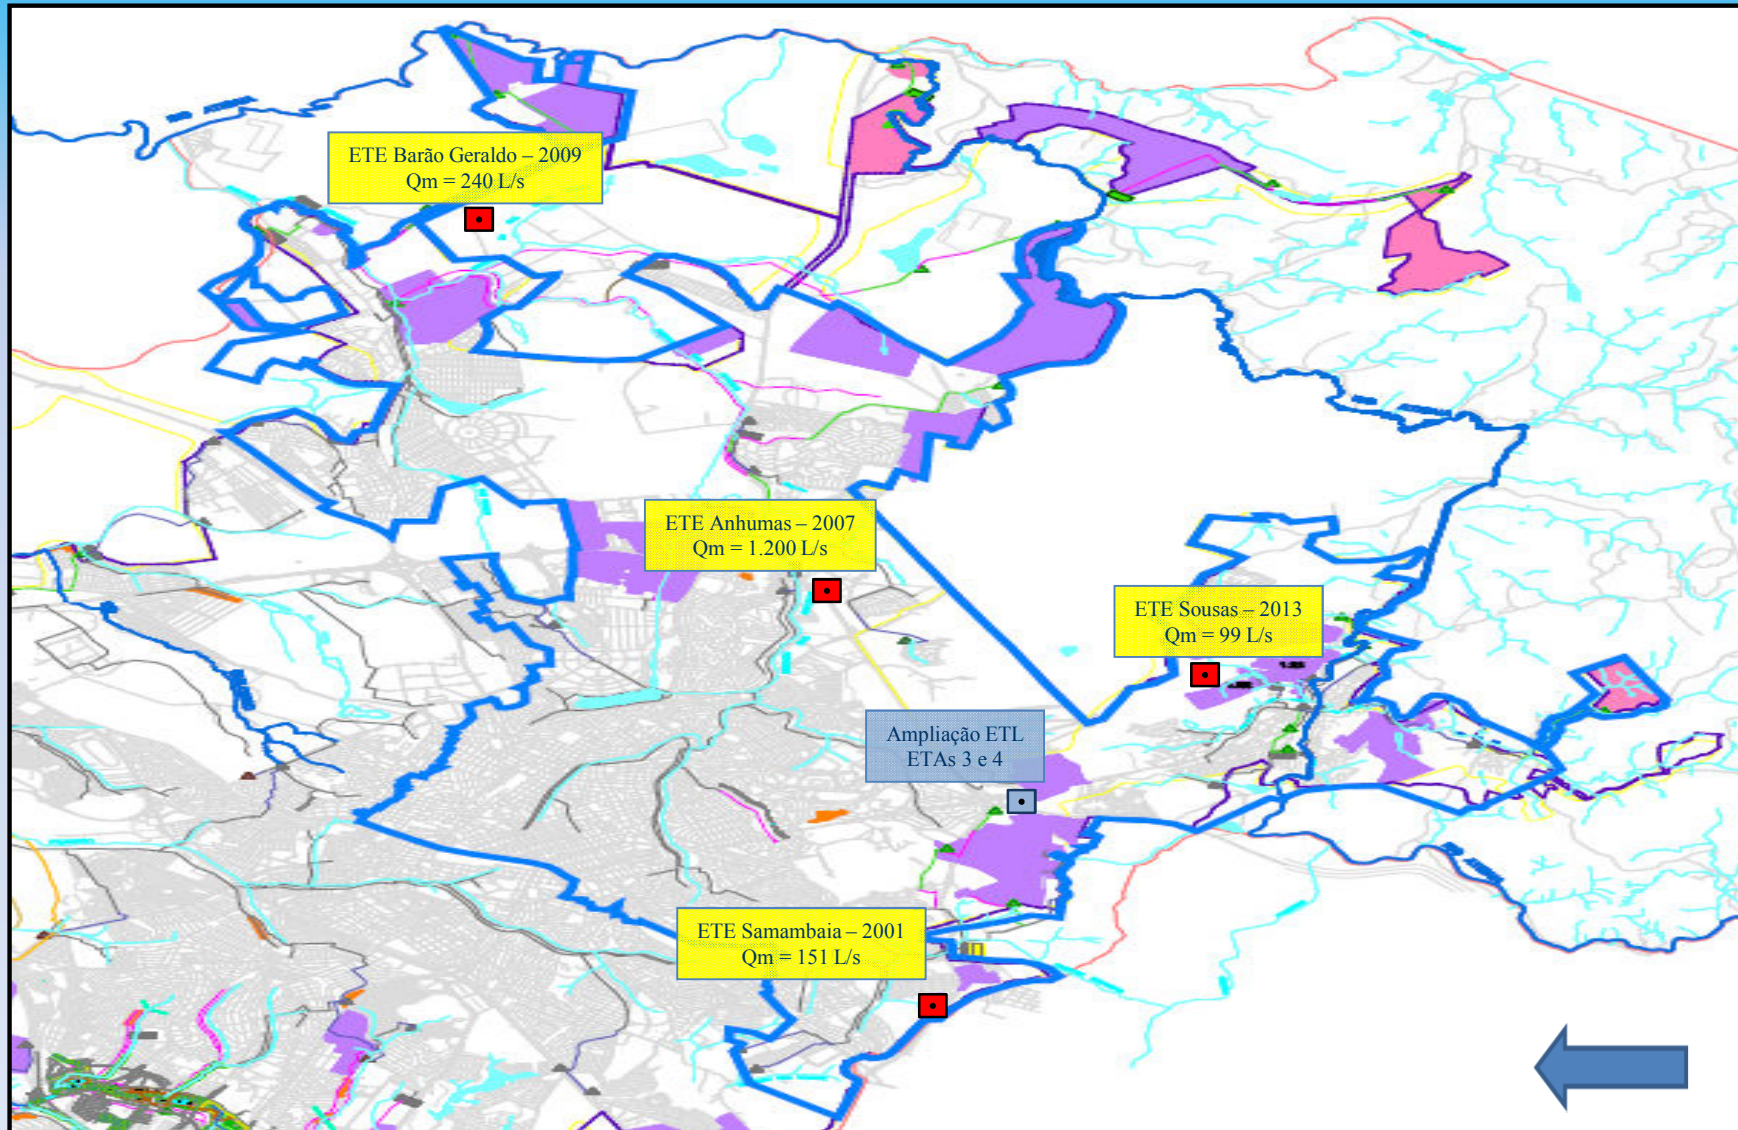 ETE Barão Geraldo – 2009
Qm = 240 L/s
ETE Anhumas – 2007
Qm = 1.200 L/s
ETE Sousas – 2013
Qm = 99 L/s
Ampliação ETL
ETAs 3 e 4
ETE Samambaia – 2001
Qm = 151 L/s